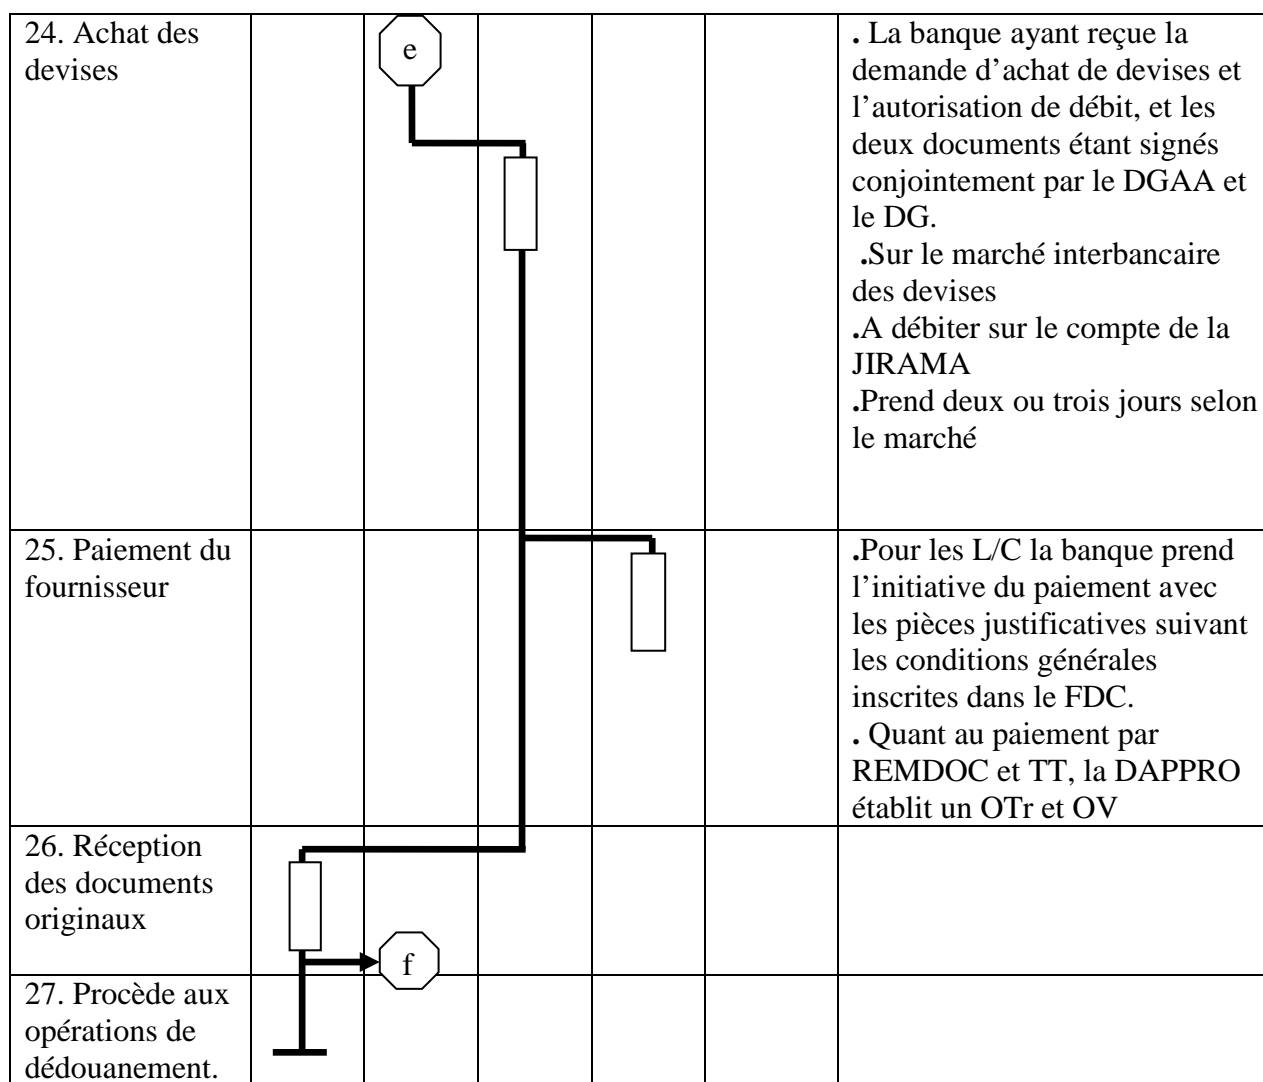 24. Achat des
devises
e
. La banque ayant reçue la
demande d’achat de devises et
l’autorisation de débit, et les
deux documents étant signés
conjointement par le DGAA et
le DG.
.Sur le marché interbancaire
des devises
.A débiter sur le compte de la
JIRAMA
.Prend deux ou trois jours selon
le marché
25. Paiement du
fournisseur
.Pour les L/C la banque prend
l’initiative du paiement avec
les pièces justificatives suivant
les conditions générales
inscrites dans le FDC.
. Quant au paiement par
REMDOC et TT, la DAPPRO
établit un OTr et OV
26. Réception
des documents
originaux
f
27. Procède aux
opérations de
dédouanement.